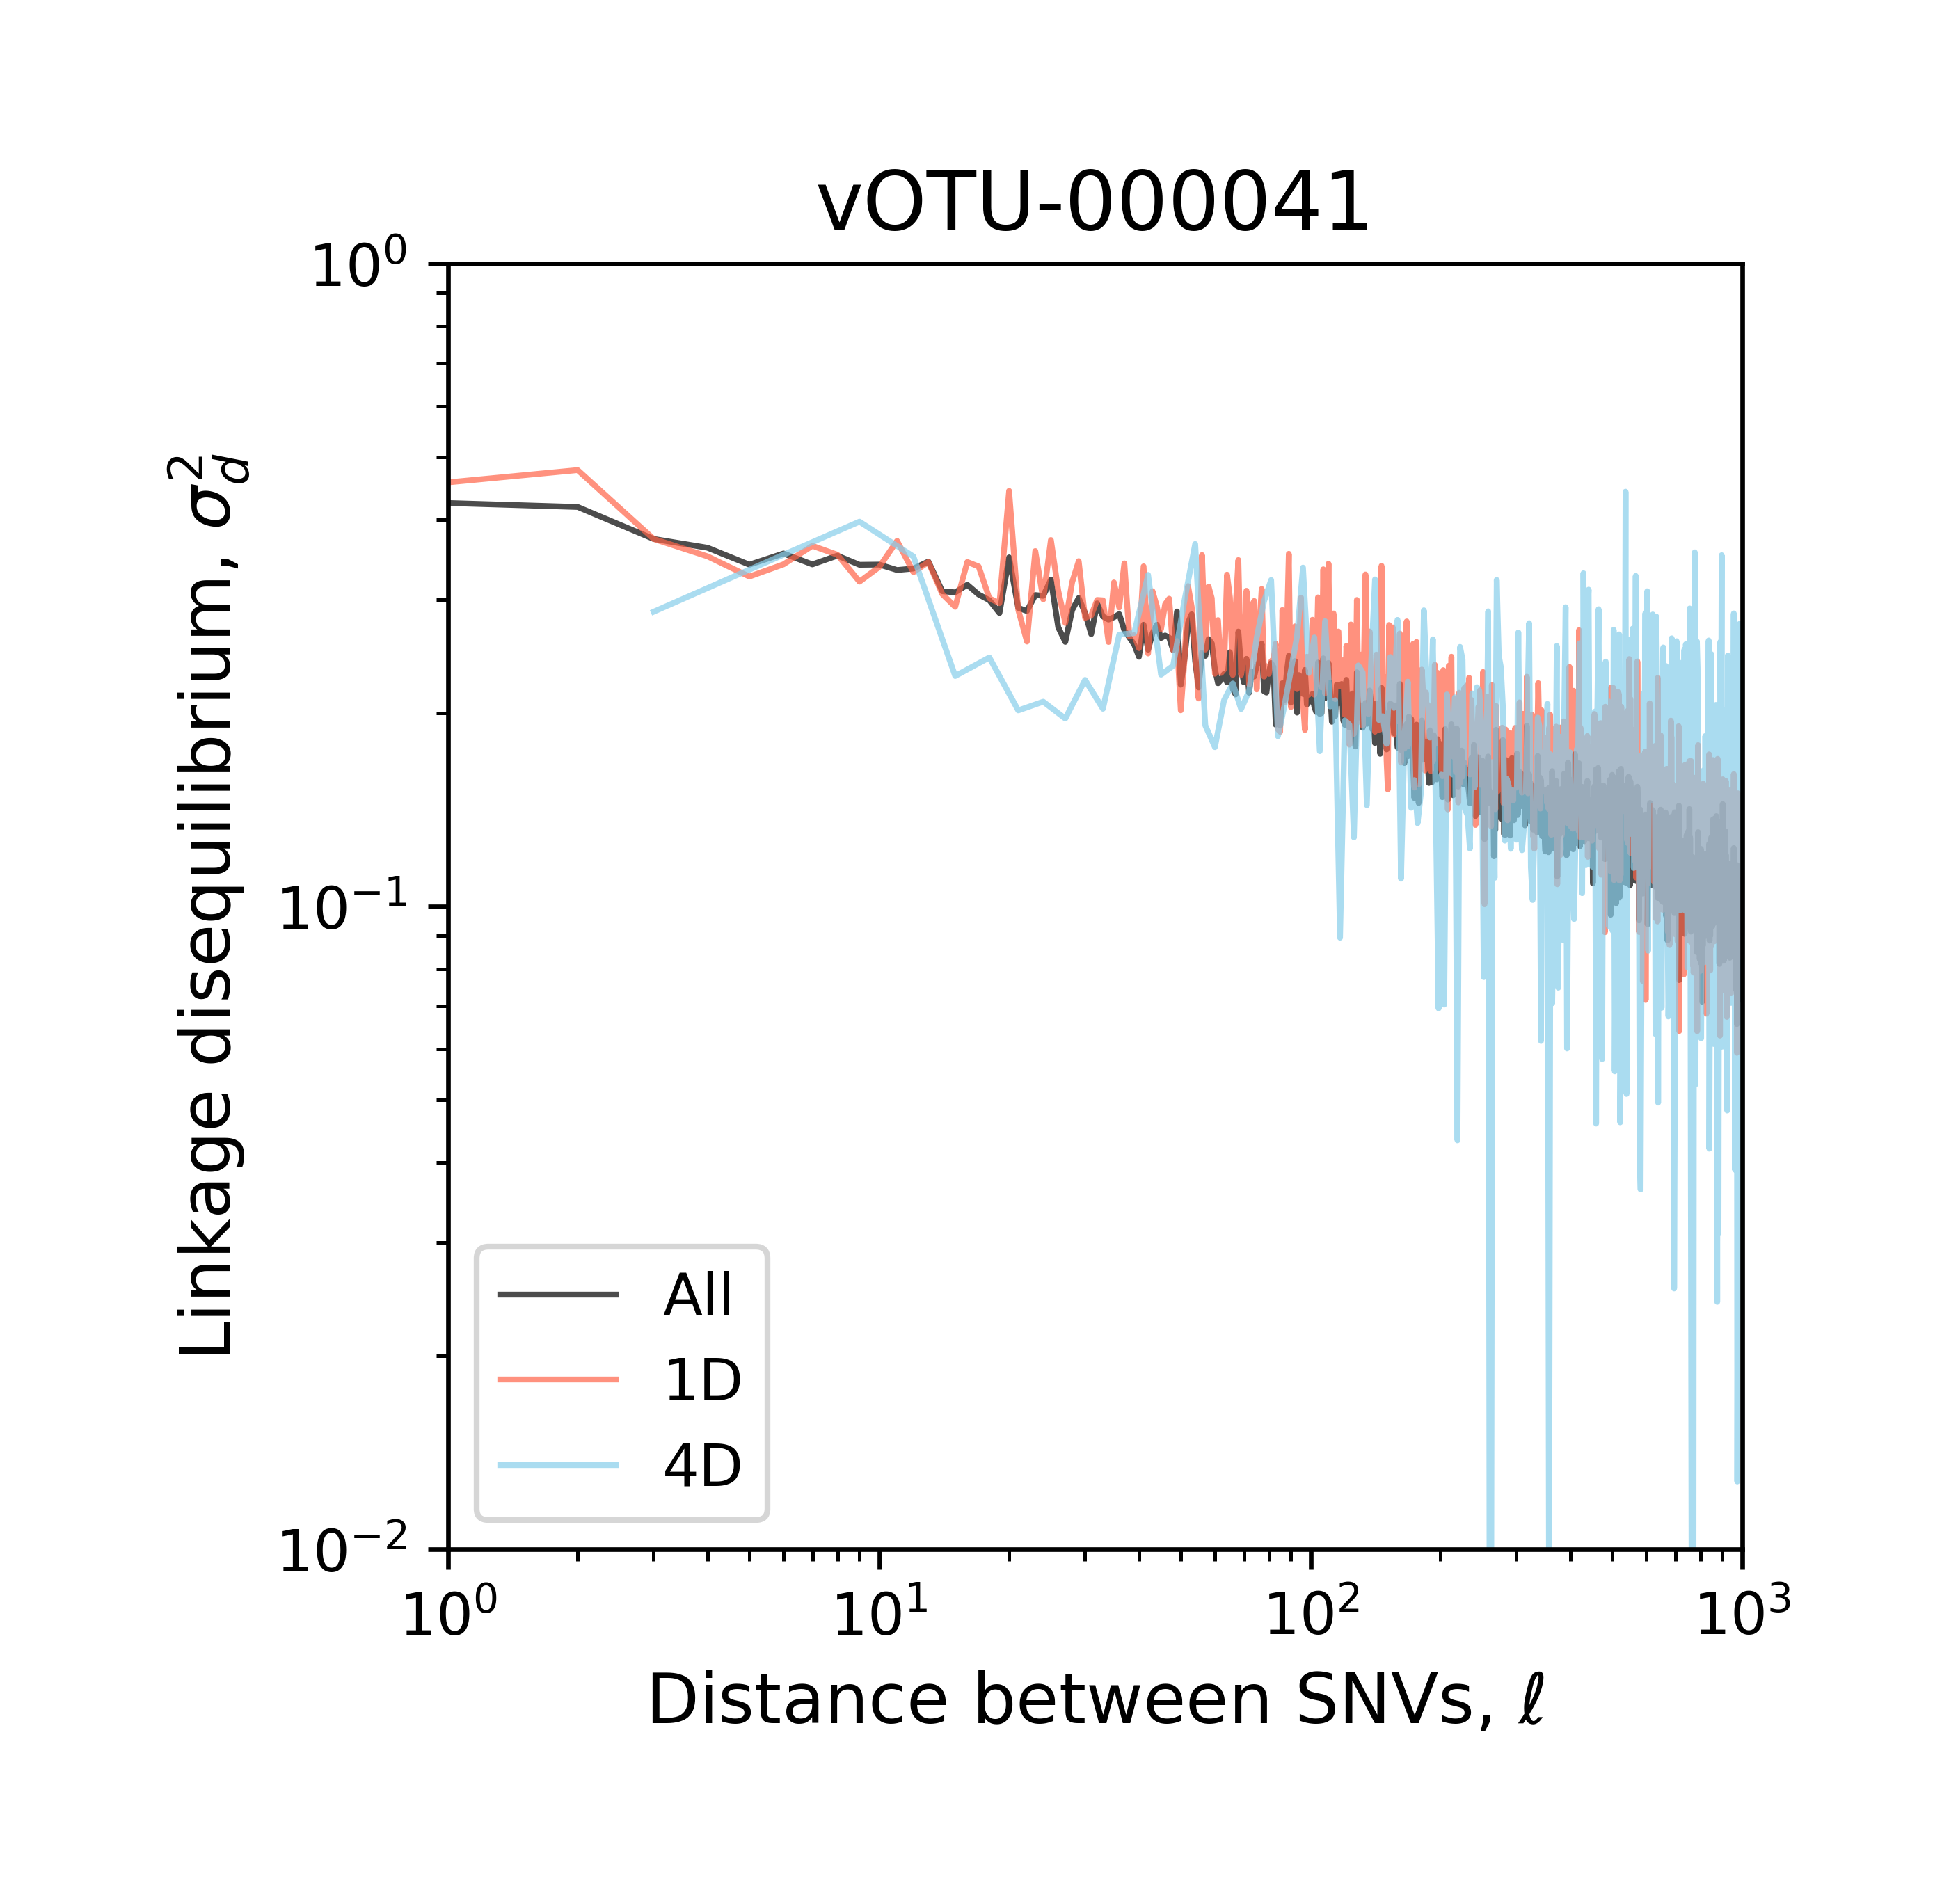 vOTU-000041
Linkage disequilibrium, σ²_d
10⁰
10⁻¹
10⁻²
All
1D
4D
10⁰ 10¹ 10² 10³
Distance between SNVs, ℓ